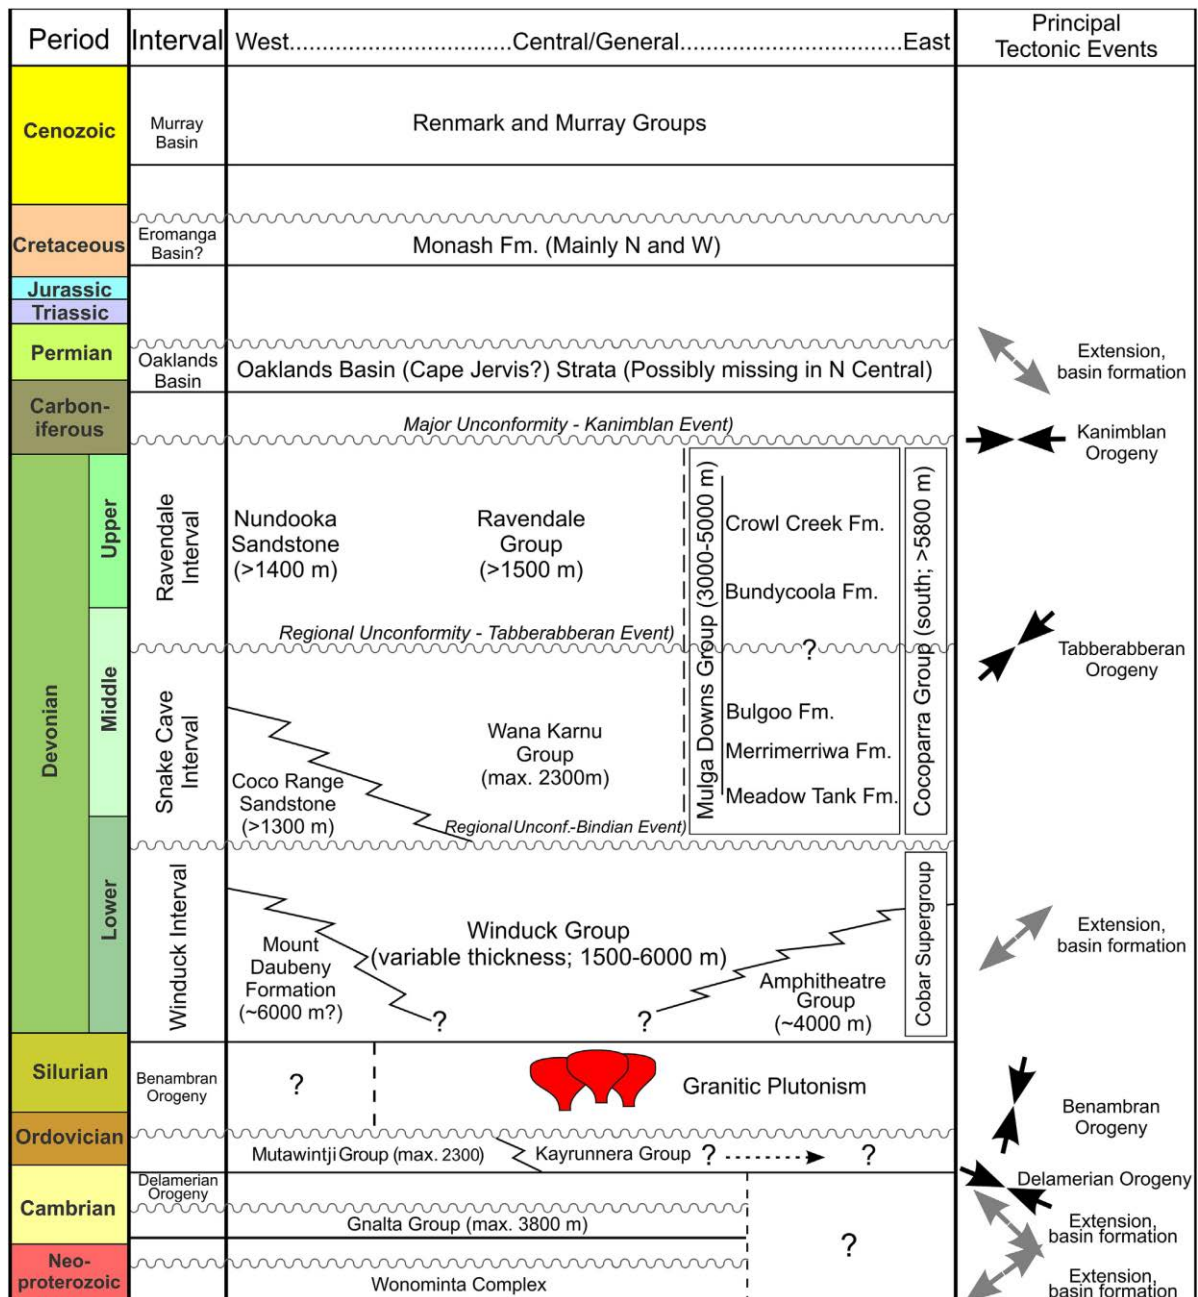 Period
Interval
West..............................Central/General..............................East
Principal
Tectonic Events
Cenozoic
Murray
Basin
Renmark and Murray Groups
Cretaceous
Eromanga
Basin?
Monash Fm. (Mainly N and W)
Jurassic
Triassic
Permian
Oaklands
Basin
Oaklands Basin (Cape Jervis?) Strata (Possibly missing in N Central)
Extension,
basin formation
Carbon-
iferous
Major Unconformity - Kanimblan Event)
Kanimblan
Orogeny
Devonian
Upper
Middle
Lower
Ravendale
Interval
Nundooka
Sandstone
(>1400 m)
Ravendale
Group
(>1500 m)
Mulga Downs Group (3000-5000 m)
Crowl Creek Fm.
Bundycoola Fm.
?
Bulgoo Fm.
Merrimerriwa Fm.
Meadow Tank Fm.
Cocoparra Group (south; >5800 m)
Regional Unconformity - Tabberabberan Event)
Tabberabberan
Orogeny
Snake Cave
Interval
Coco Range
Sandstone
(>1300 m)
Wana Karnu
Group
(max. 2300m)
Regional Unconf.-Bindian Event)
Winduck Interval
Mount
Daubeny
Formation
(~6000 m?)
?
Winduck Group
(variable thickness; 1500-6000 m)
?
Amphitheatre
Group
(~4000 m)
Cobar Supergroup
Extension,
basin formation
Silurian
Benambran
Orogeny
?
Granitic Plutonism
Benambran
Orogeny
Ordovician
Mutawintji Group (max. 2300)
Kayrunnera Group ? ?
Cambrian
Delamerian
Orogeny
Delamerian Orogeny
Gnalta Group (max. 3800 m)
?
Extension,
basin formation
Neo-
proterozoic
Wonominta Complex
Extension,
basin formation